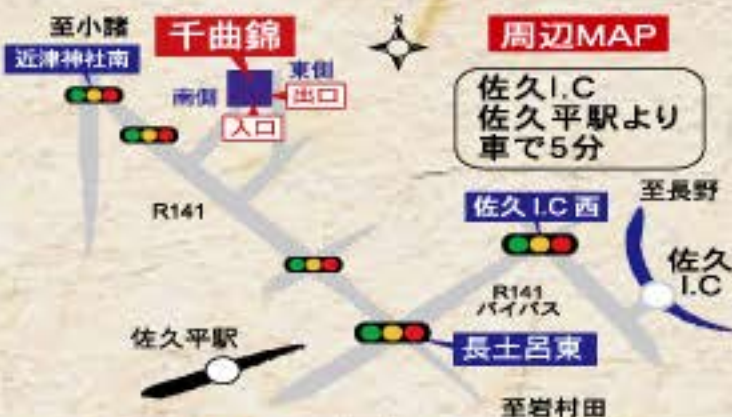 至小諸
千曲錦
N
周辺MAP
近津神社南
東側
南側
出口
入口
佐久I.C
佐久平駅より
車で5分
R141
佐久I.C西
至長野
佐久
I.C
R141
バイパス
佐久平駅
長土呂東
至岩村田